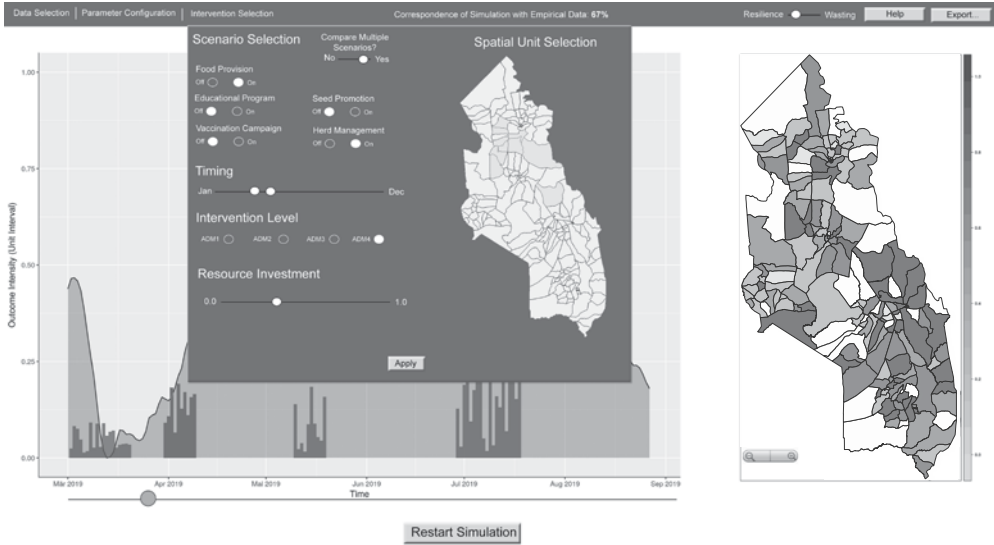 Data Selection | Parameter Configuration | Intervention Selection
Correspondence of Simulation with Empirical Data: 67%
Resilience Wasting
Help
Export...
Scenario Selection
Compare Multiple
Scenarios?
No Yes
Food Provision
Off On
Educational Program
Off On
Seed Promotion
Off On
Vaccination Campaign
Off On
Herd Management
Off On
Timing
Jan Dec
Intervention Level
ADM1 ADM2 ADM3 ADM4
Resource Investment
0.0 1.0
Apply
Spatial Unit Selection
Outcome Intensity (Unit Interval)
1.00
0.75
0.50
0.25
0.00
Mär 2019 Apr 2019 Mai 2019 Jun 2019 Jul 2019 Aug 2019 Sep 2019
Time
Restart Simulation